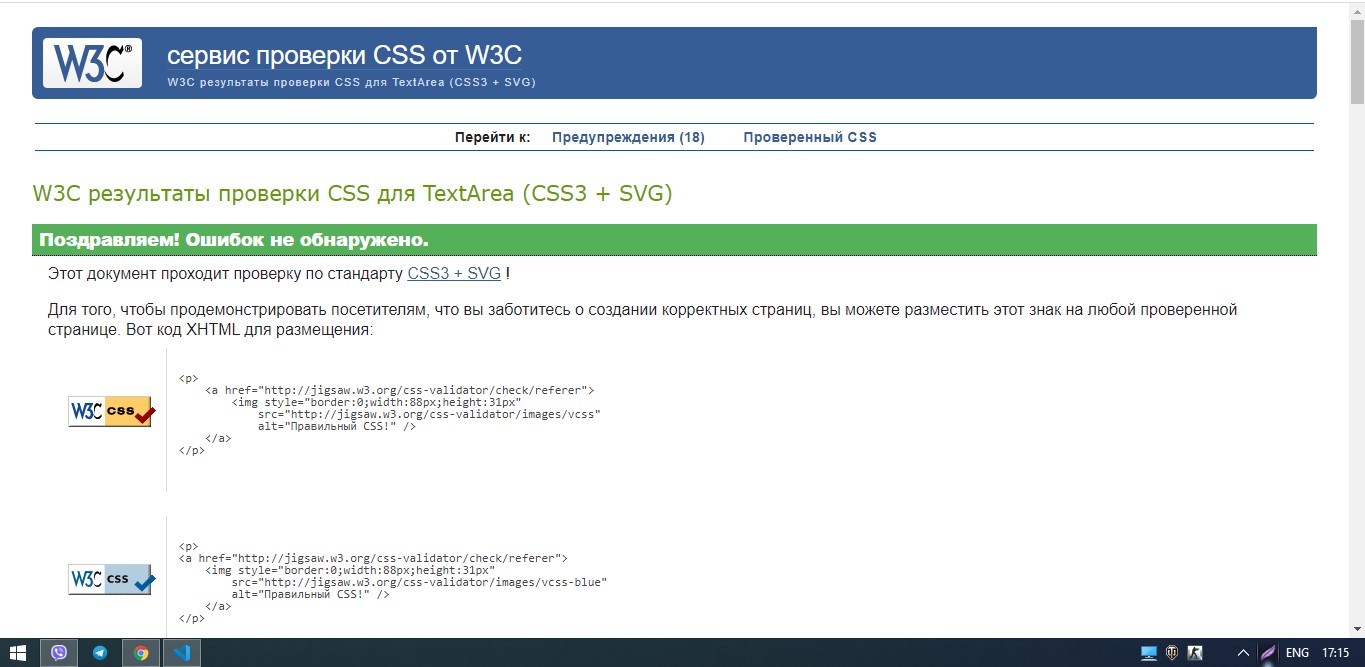 W3C®
сервис проверки CSS от W3C
W3C результаты проверки CSS для TextArea (CSS3 + SVG)
Перейти к: Предупреждения (18) Проверенный CSS
W3C результаты проверки CSS для TextArea (CSS3 + SVG)
Поздравляем! Ошибок не обнаружено.
Этот документ проходит проверку по стандарту CSS3 + SVG !
Для того, чтобы продемонстрировать посетителям, что вы заботитесь о создании корректных страниц, вы можете разместить этот знак на любой проверенной
странице. Вот код XHTML для размещения:
W3C css
<p>
<a href="http://jigsaw.w3.org/css-validator/check/referer">
<img style="border:0;width:88px;height:31px"
src="http://jigsaw.w3.org/css-validator/images/vcss"
alt="Правильный CSS!" />
</a>
</p>
W3C css
<p>
<a href="http://jigsaw.w3.org/css-validator/check/referer">
<img style="border:0;width:88px;height:31px"
src="http://jigsaw.w3.org/css-validator/images/vcss-blue"
alt="Правильный CSS!" />
</a>
</p>
ENG 17:15